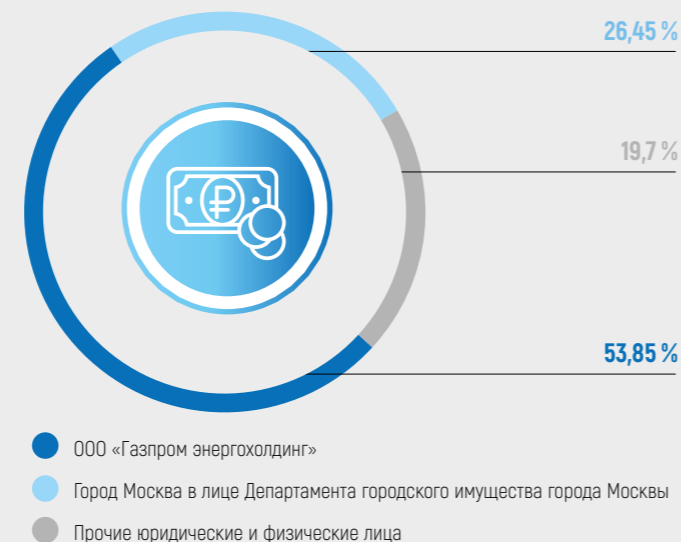 26,45 %
19,7 %
53,85 %
ООО «Газпром энергохолдинг»
Город Москва в лице Департамента городского имущества города Москвы
Прочие юридические и физические лица